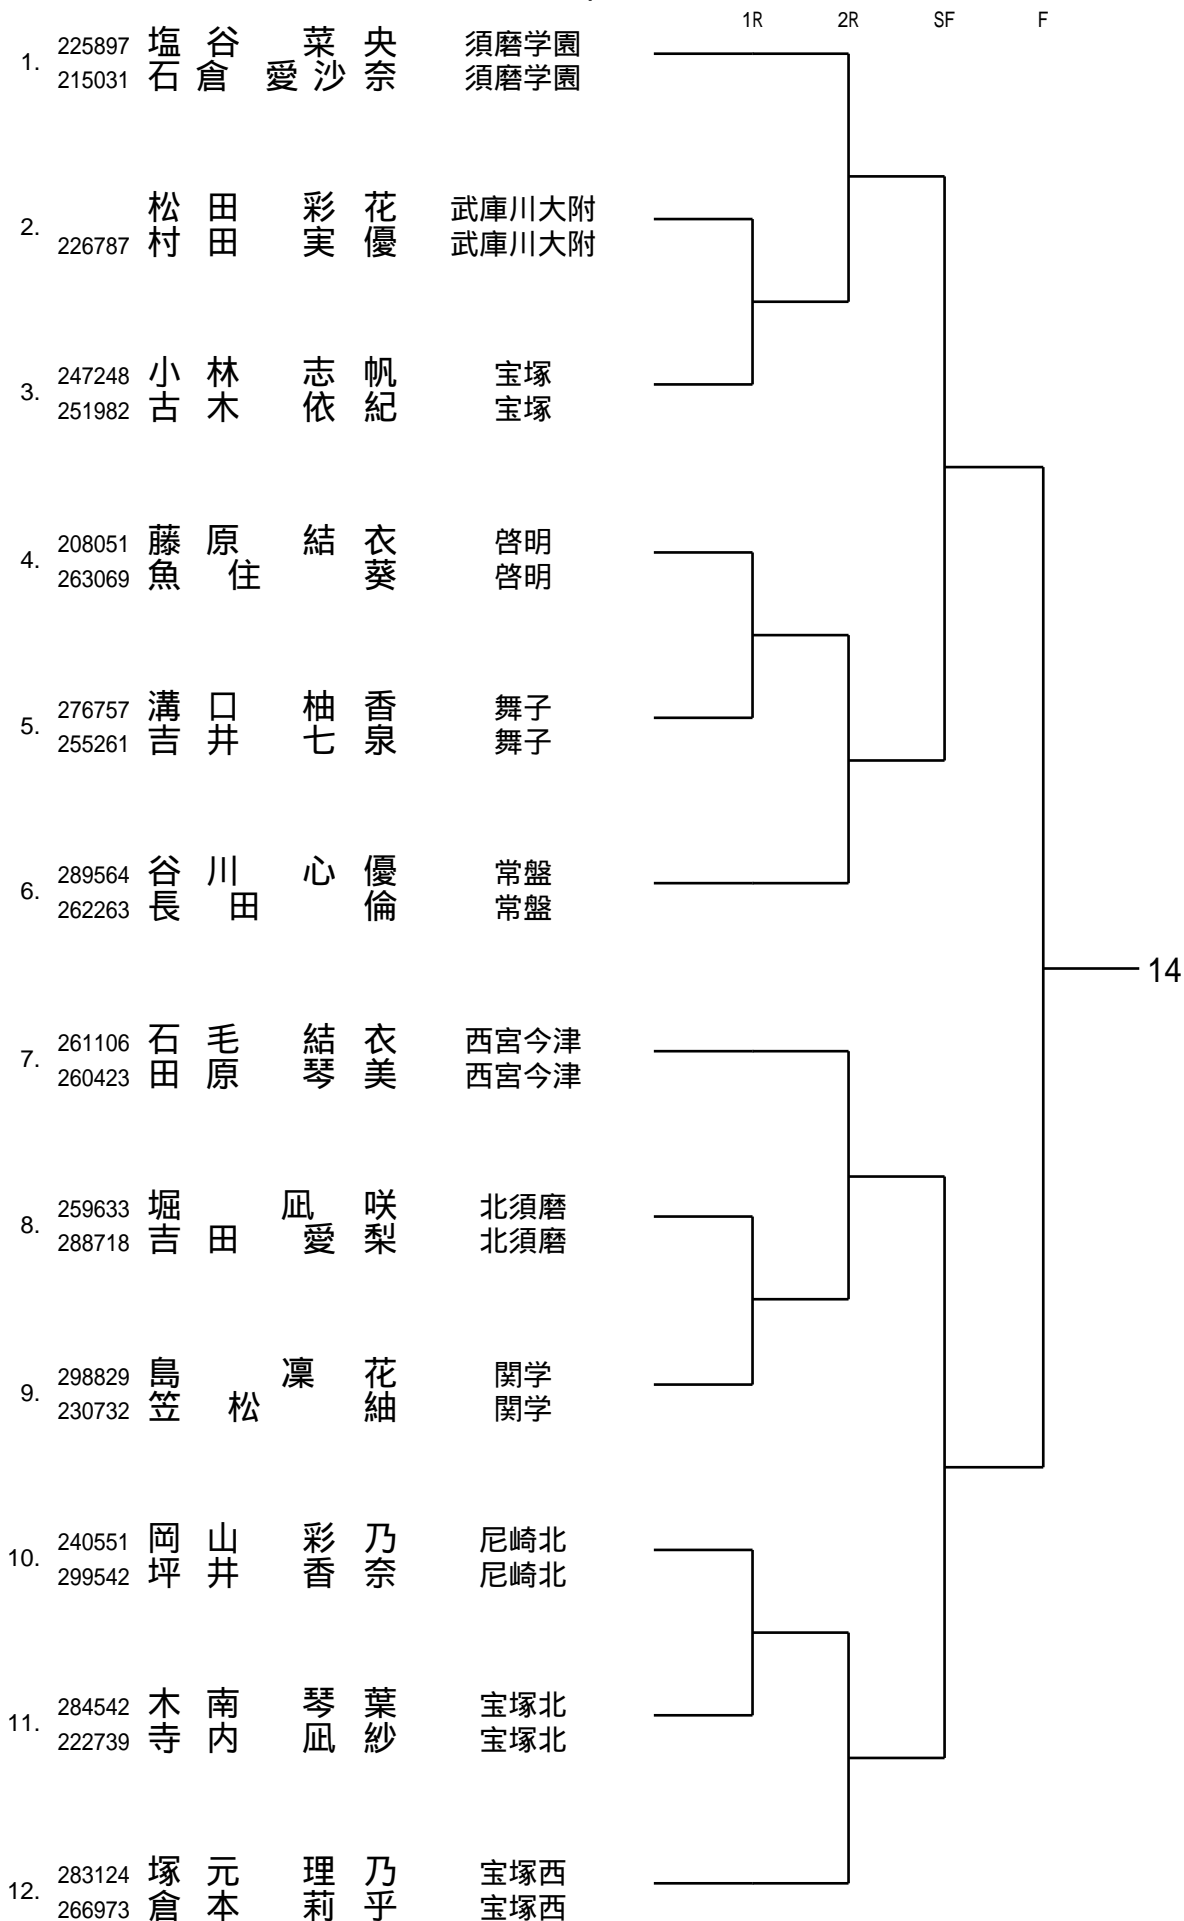 1R 2R SF F
1. 225897 塩谷 菜央 須磨学園
215031 石倉 愛沙奈 須磨学園
2. 松田 彩花 武庫川大附
226787 村田 実優 武庫川大附
3. 247248 小林 志帆 宝塚
251982 古木 依紀 宝塚
4. 208051 藤原 結衣 啓明
263069 魚住 葵 啓明
5. 276757 溝口 柚香 舞子
255261 吉井 七泉 舞子
6. 289564 谷川 心優 常盤
262263 長田 倫 常盤
14
7. 261106 石毛 結衣 西宮今津
260423 田原 琴美 西宮今津
8. 259633 堀 凪咲 北須磨
288718 吉田 愛梨 北須磨
9. 298829 島 凜花 関学
230732 笠松 紬 関学
10. 240551 岡山 彩乃 尼崎北
299542 坪井 香奈 尼崎北
11. 284542 木南 琴葉 宝塚北
222739 寺内 凪紗 宝塚北
12. 283124 塚元 理乃 宝塚西
266973 倉本 莉乎 宝塚西